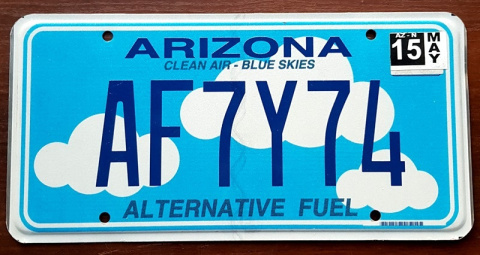 ARIZONA
CLEAN AIR - BLUE SKIES
AZ - N
15
MAY
AF7Y74
ALTERNATIVE FUEL